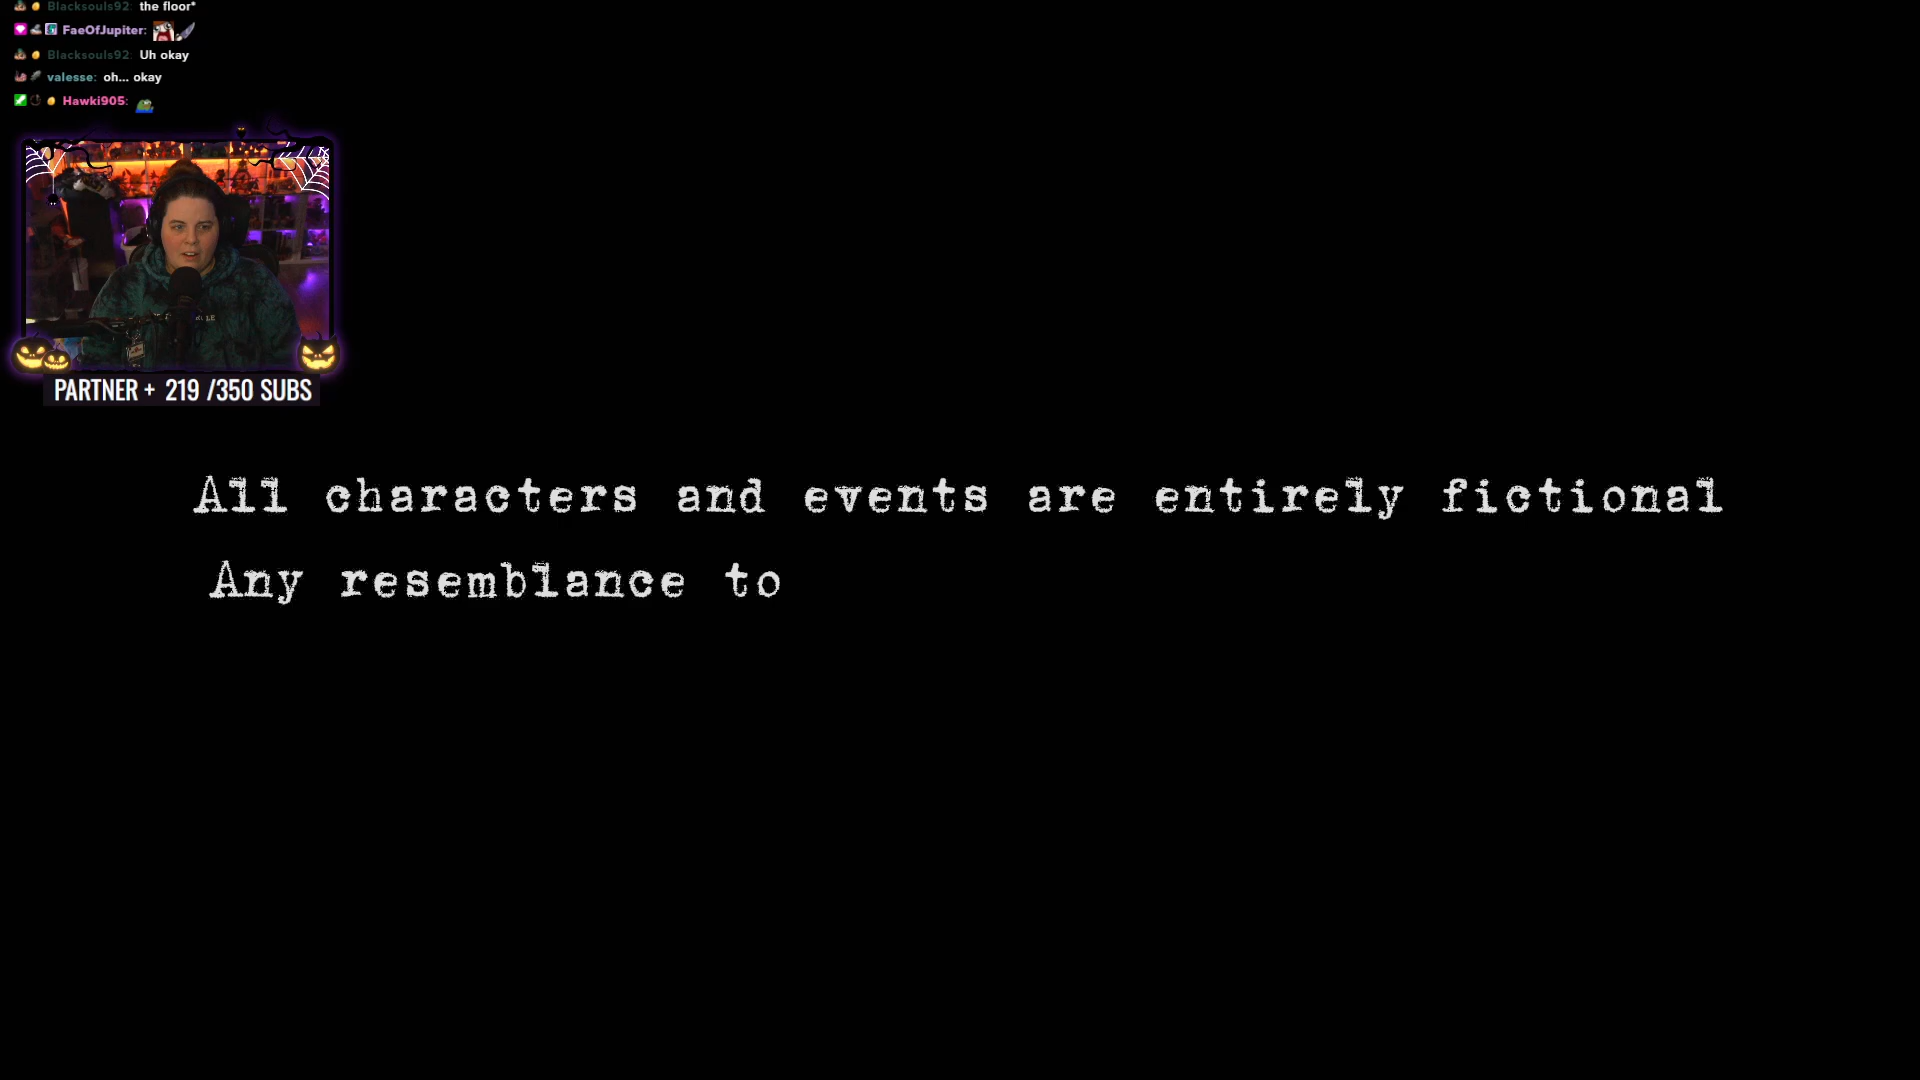 Blacksouls92: the floor*
FaeOfJupiter:
Blacksouls92: Uh okay
valesse: oh... okay
Hawki905:
PARTNER + 219 /350 SUBS
All characters and events are entirely fictional
Any resemblance to